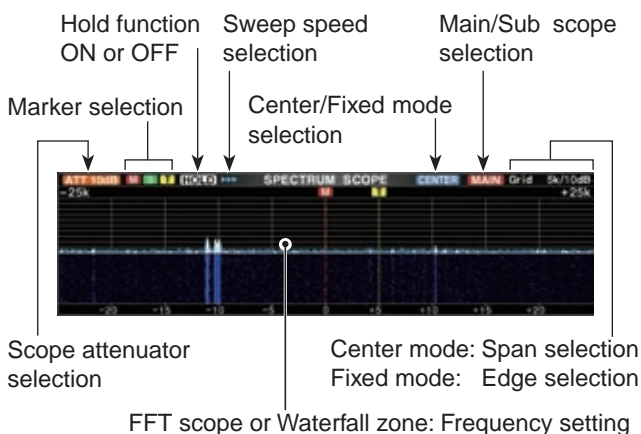 Hold function ON or OFF
Sweep speed selection
Main/Sub scope selection
Marker selection
Center/Fixed mode selection
ATT 10dB M S T HOLD >>> SPECTRUM SCOPE CENTER MAIN Grid 5k/10dB
-25k M T +25k
-20 -15 -10 -5 0 +5 +10 +15 +20
Scope attenuator selection
Center mode: Span selection
Fixed mode: Edge selection
FFT scope or Waterfall zone: Frequency setting